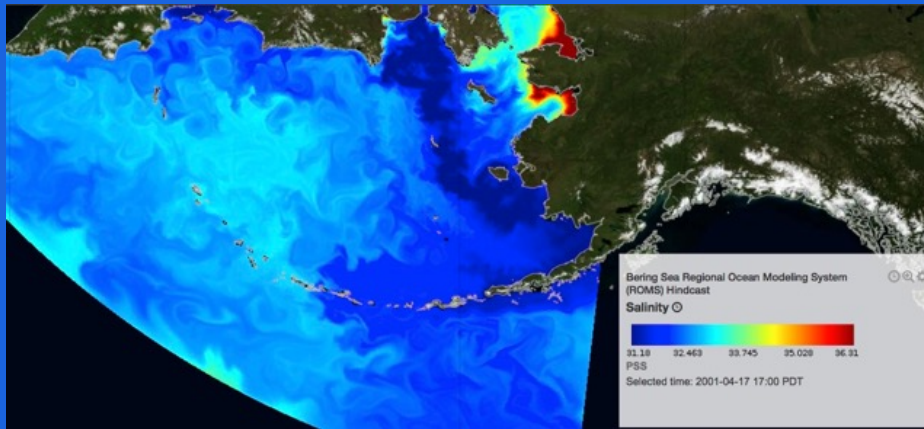 Bering Sea Regional Ocean Modeling System
(ROMS) Hindcast
Salinity
31.18 32.463 33.745 35.028 36.31
PSS
Selected time: 2001-04-17 17:00 PDT